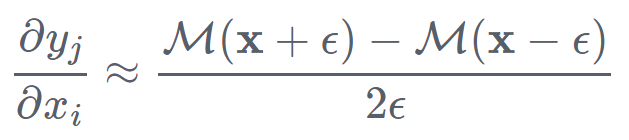 ∂y_j/∂x_i ≈ (ℳ(𝐱 + ϵ) − ℳ(𝐱 − ϵ))/(2ϵ)